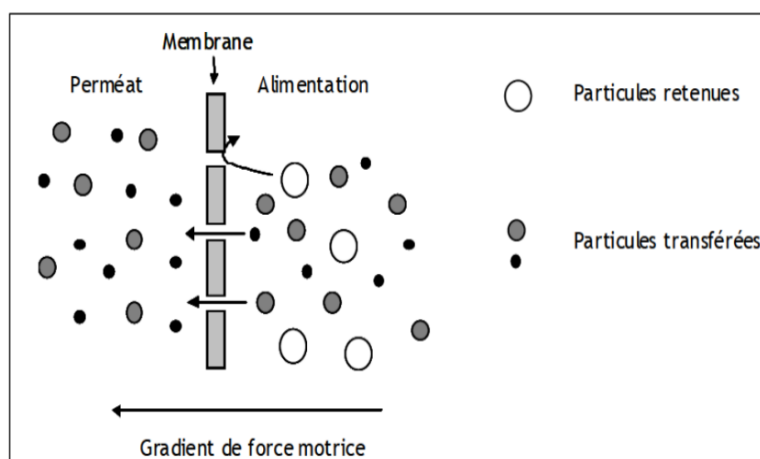 Membrane
Perméat
Alimentation
Particules retenues
Particules transférées
Gradient de force motrice